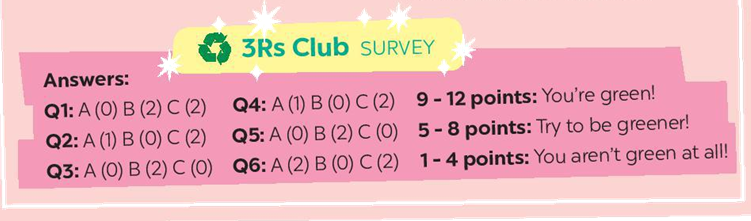 3Rs Club SURVEY
Answers:
Q1: A (0) B (2) C (2)
Q2: A (1) B (0) C (2)
Q3: A (0) B (2) C (0)
Q4: A (1) B (0) C (2)
Q5: A (0) B (2) C (0)
Q6: A (2) B (0) C (2)
9 - 12 points: You're green!
5 - 8 points: Try to be greener!
1 - 4 points: You aren't green at all!